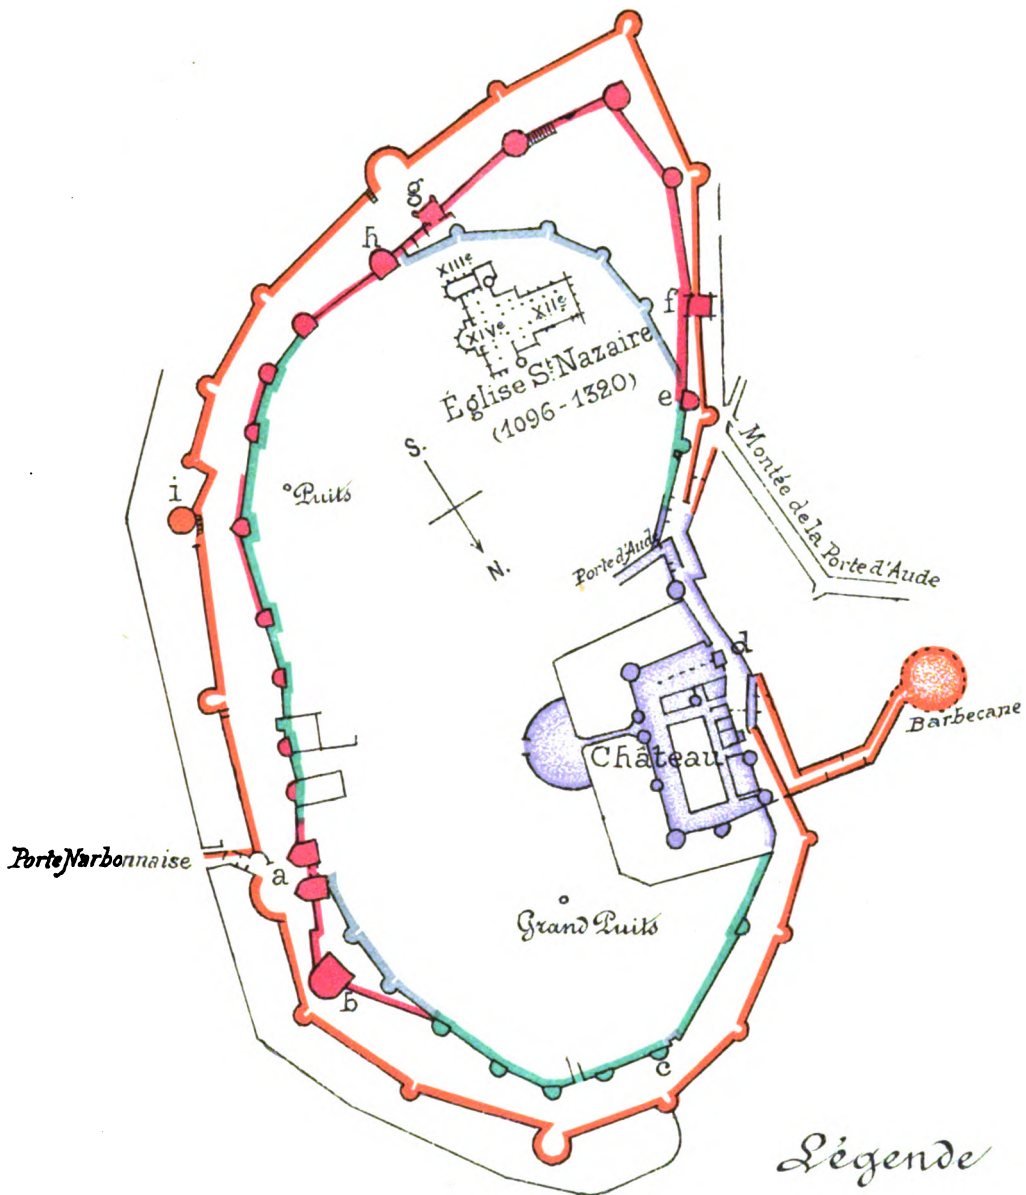 g
h
XIIIe
XIVe
XIIe
f
Église St. Nazaire
(1096-1320)
e
S.
N.
i
Puits
Montée de la Porte d'Aude
Porte d'Aude
d
Barbecane
Château
Porte Narbonnaise
a
Grand Puits
b
c
Légende